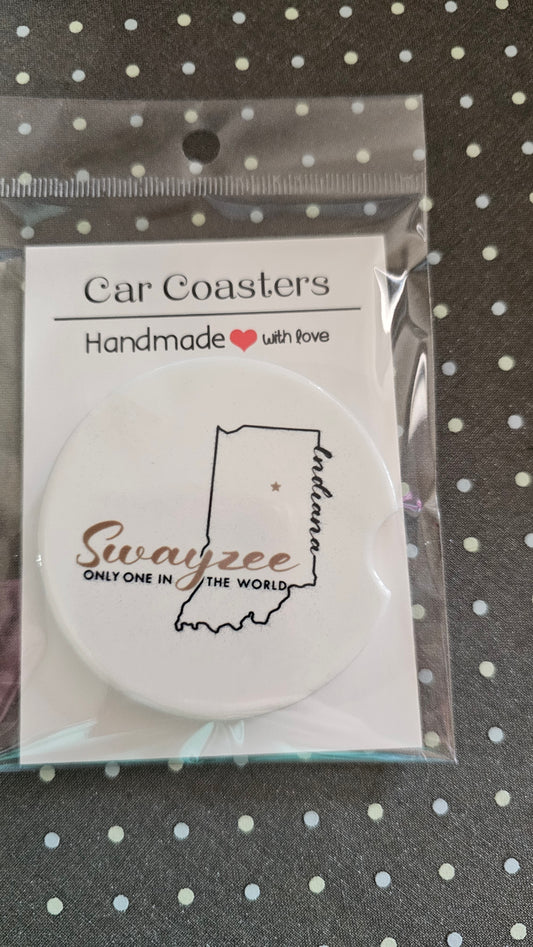 Car Coasters
Handmade ❤ with love
Indiana
Swayzee
ONLY ONE IN THE WORLD